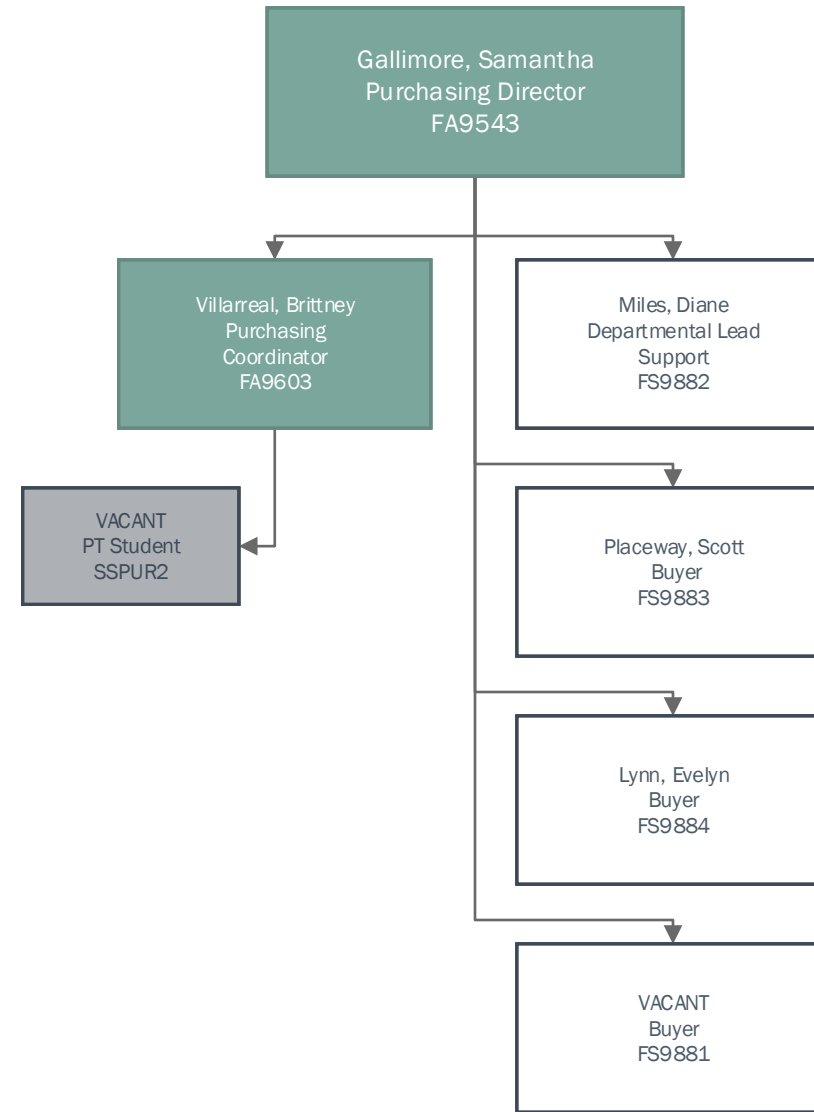 Gallimore, Samantha
Purchasing Director
FA9543
Villarreal, Brittney
Purchasing
Coordinator
FA9603
Miles, Diane
Departmental Lead
Support
FS9882
VACANT
PT Student
SSPUR2
Placeway, Scott
Buyer
FS9883
Lynn, Evelyn
Buyer
FS9884
VACANT
Buyer
FS9881